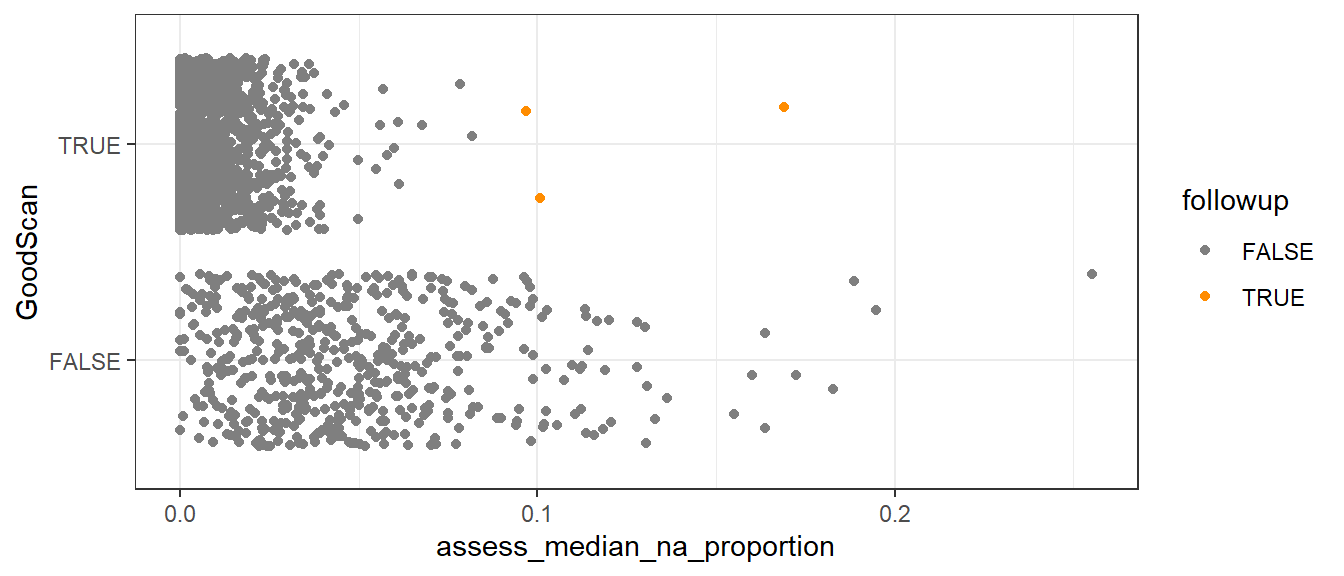 GoodScan
TRUE
FALSE
0.0
0.1
0.2
assess_median_na_proportion
followup
FALSE
TRUE